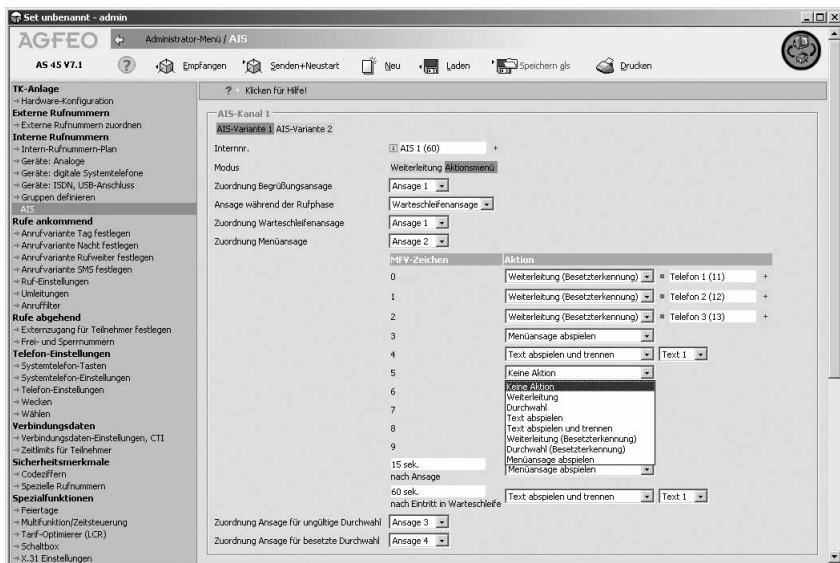 Set unbenannt - admin
AGFEO
Administrator-Menü / AIS
AS 45 V7.1
? Empfangen Senden+Neustart Neu Laden Speichern als Drucken
TK-Anlage
Hardware-Konfiguration
Externe Rufnummern
Externe Rufnummern zuordnen
Interne Rufnummern
Intern-Rufnummern-Plan
Geräte: Analoge
Geräte: digitale Systemtelefone
Geräte: ISDN, USB-Anschluss
Gruppen definieren
AIS
Rufe ankommend
Anrufvariante Tag festlegen
Anrufvariante Nacht festlegen
Anrufvariante Rufweiter festlegen
Anrufvariante SMS festlegen
Ruf-Einstellungen
Umleitungen
Anruffilter
Rufe abgehend
Externzugang für Teilnehmer festlegen
Frei- und Sperrnummern
Telefon-Einstellungen
Systemtelefon-Tasten
Systemtelefon-Einstellungen
Telefon-Einstellungen
Wecken
Wählen
Verbindungsdaten
Verbindungsdaten-Einstellungen, CTI
Zeitlimits für Teilnehmer
Sicherheitsmerkmale
Codeziffern
Spezielle Rufnummern
Spezialfunktionen
Feiertage
Multifunktion/Zeitsteuerung
Tarif-Optimierer (LCR)
Schaltbox
X.31 Einstellungen
? Klicken für Hilfe!
AIS-Kanal 1
AIS-Variante 1 AIS-Variante 2
Internnr. i AIS 1 (60) +
Modus Weiterleitung Aktionsmenü
Zuordnung Begrüßungsansage Ansage 1
Ansage während der Rufphase Warteschleifenansage
Zuordnung Warteschleifenansage Ansage 1
Zuordnung Menüansage Ansage 2
MFV-Zeichen Aktion
0 Weiterleitung (Besetzterkennung) Telefon 1 (11) +
1 Weiterleitung (Besetzterkennung) Telefon 2 (12) +
2 Weiterleitung (Besetzterkennung) Telefon 3 (13) +
3 Menüansage abspielen
4 Text abspielen und trennen Text 1
5 Keine Aktion
Keine Aktion
6 Weiterleitung
Durchwahl
7 Text abspielen
8 Text abspielen und trennen
Weiterleitung (Besetzterkennung)
9 Durchwahl (Besetzterkennung)
Menüansage abspielen
15 sek. Menüansage abspielen
nach Ansage
60 sek. Text abspielen und trennen Text 1
nach Eintritt in Warteschleife
Zuordnung Ansage für ungültige Durchwahl Ansage 3
Zuordnung Ansage für besetzte Durchwahl Ansage 4